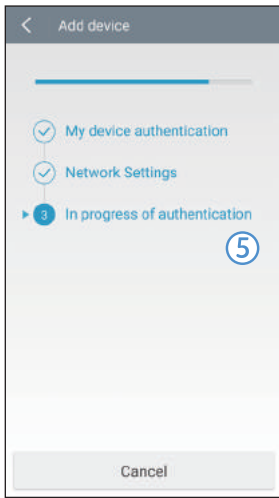 Add device
My device authentication
Network Settings
3 In progress of authentication
⑤
Cancel